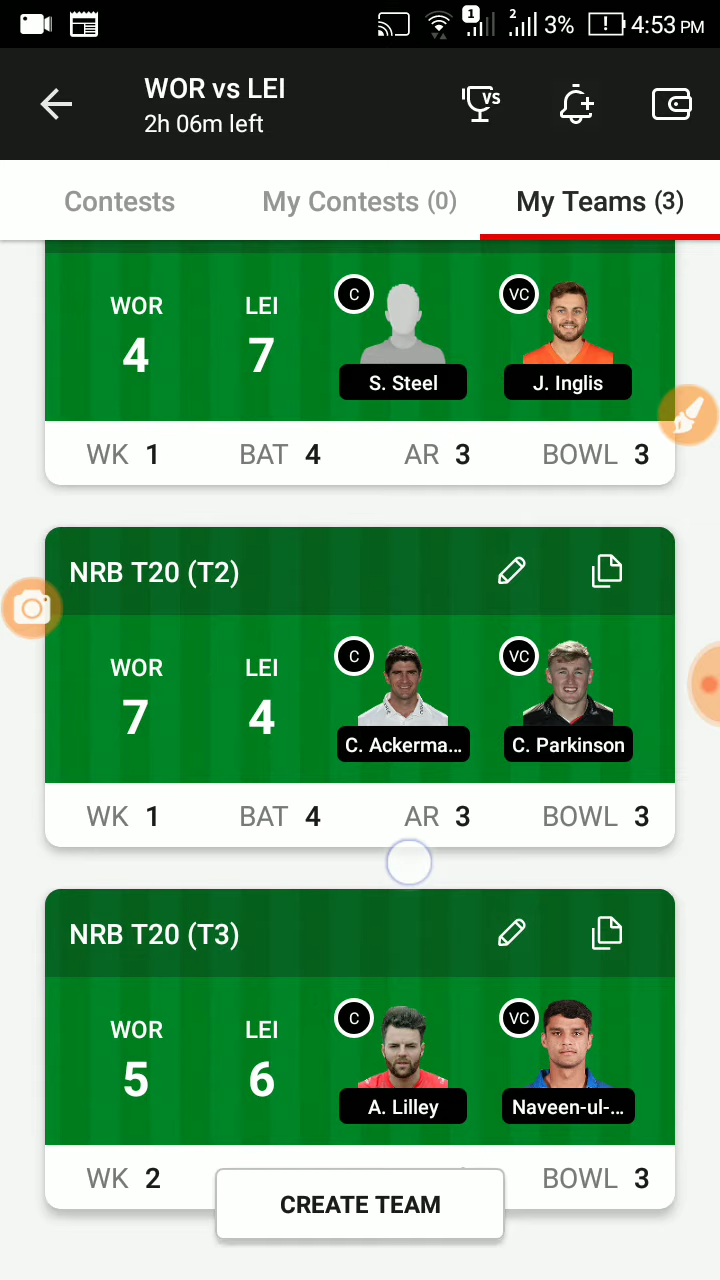 1 2 3% ! 4:53 PM
WOR vs LEI VS
2h 06m left
Contests My Contests (0) My Teams (3)
C VC
WOR LEI
4 7
S. Steel J. Inglis
WK 1 BAT 4 AR 3 BOWL 3
NRB T20 (T2)
C VC
WOR LEI
7 4
C. Ackerma... C. Parkinson
WK 1 BAT 4 AR 3 BOWL 3
NRB T20 (T3)
C VC
WOR LEI
5 6
A. Lilley Naveen-ul-...
WK 2 BOWL 3
CREATE TEAM